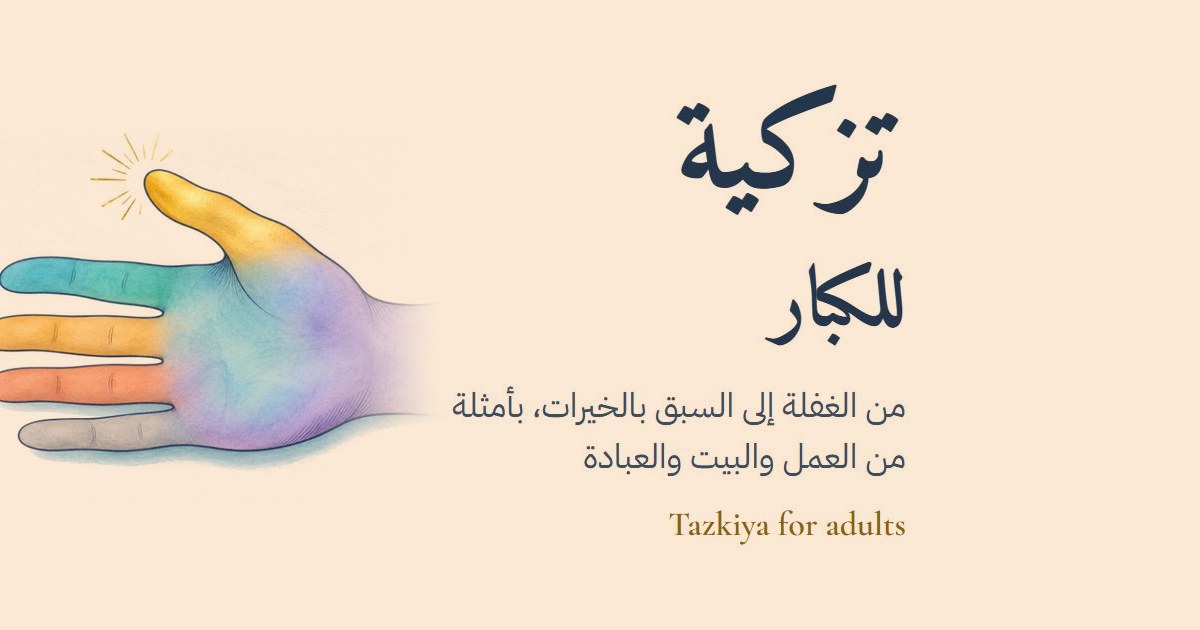 تزكية
للكبار
من الغفلة إلى السبق بالخيرات، بأمثلة
من العمل والبيت والعبادة
Tazkiya for adults